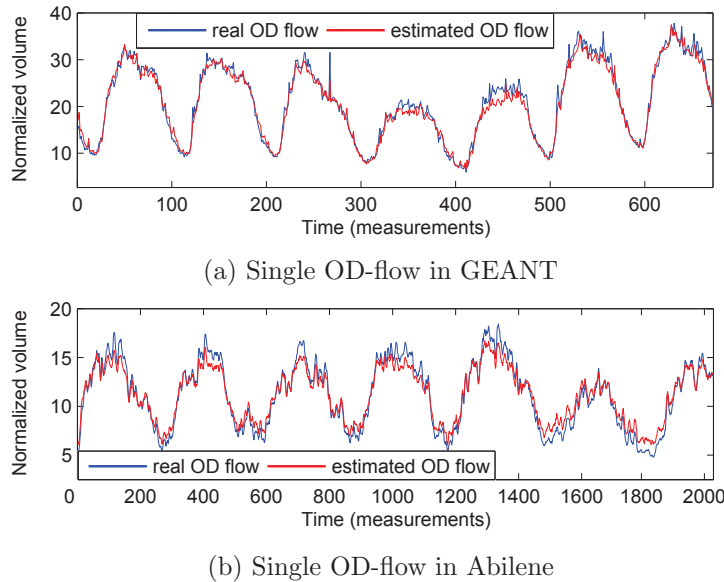 40
30
20
10
Normalized volume
real OD flow estimated OD flow
0 100 200 300 400 500 600
Time (measurements)
(a) Single OD-flow in GEANT
20
15
10
5
Normalized volume
real OD flow estimated OD flow
0 200 400 600 800 1000 1200 1400 1600 1800 2000
Time (measurements)
(b) Single OD-flow in Abilene